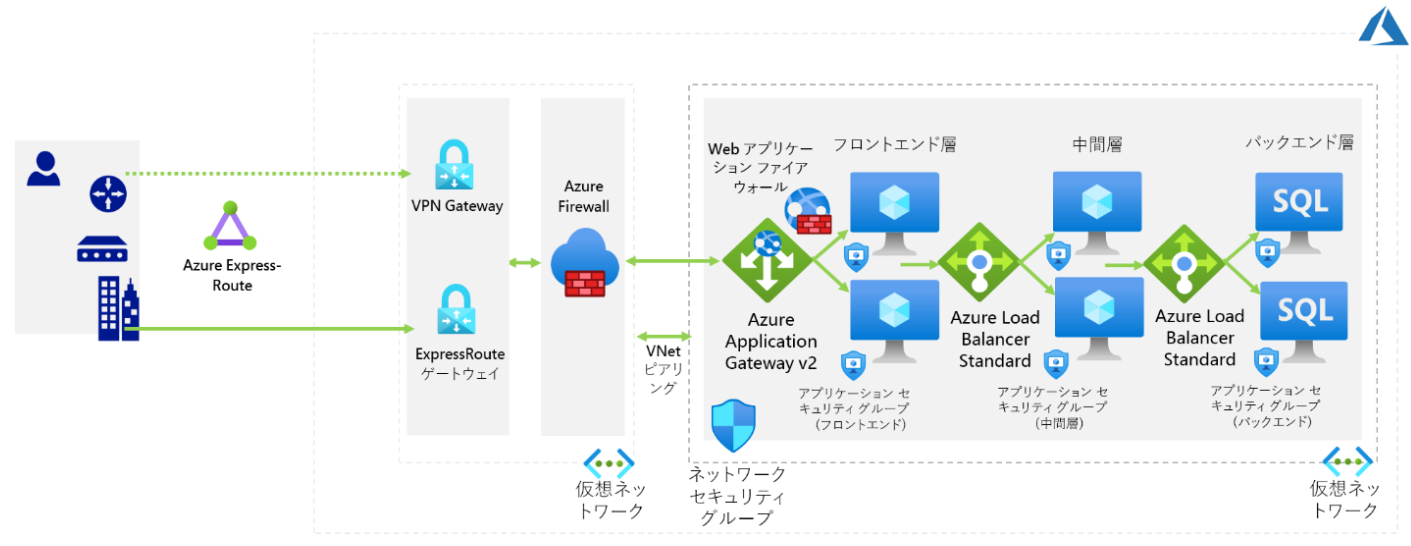 VPN Gateway
Azure Express-
Route
ExpressRoute
ゲートウェイ
Azure
Firewall
VNet
ピアリ
ング
仮想ネッ
トワーク
Web アプリケー
ション ファイア
ウォール
Azure
Application
Gateway v2
フロントエンド層
アプリケーション セ
キュリティ グループ
(フロントエンド)
Azure Load
Balancer
Standard
中間層
アプリケーション セ
キュリティ グループ
(中間層)
Azure Load
Balancer
Standard
バックエンド層
SQL
SQL
アプリケーション セ
キュリティ グループ
(バックエンド)
ネットワーク
セキュリティ
グループ
仮想ネッ
トワーク